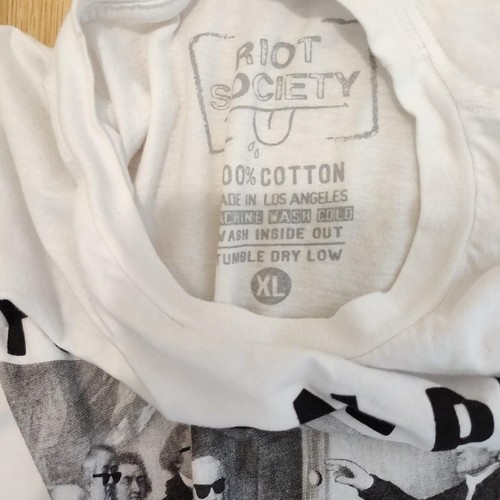 RIOT
SOCIETY
00% COTTON
ADE IN LOS ANGELES
ACHINE WASH COLD
WASH INSIDE OUT
TUMBLE DRY LOW
XL